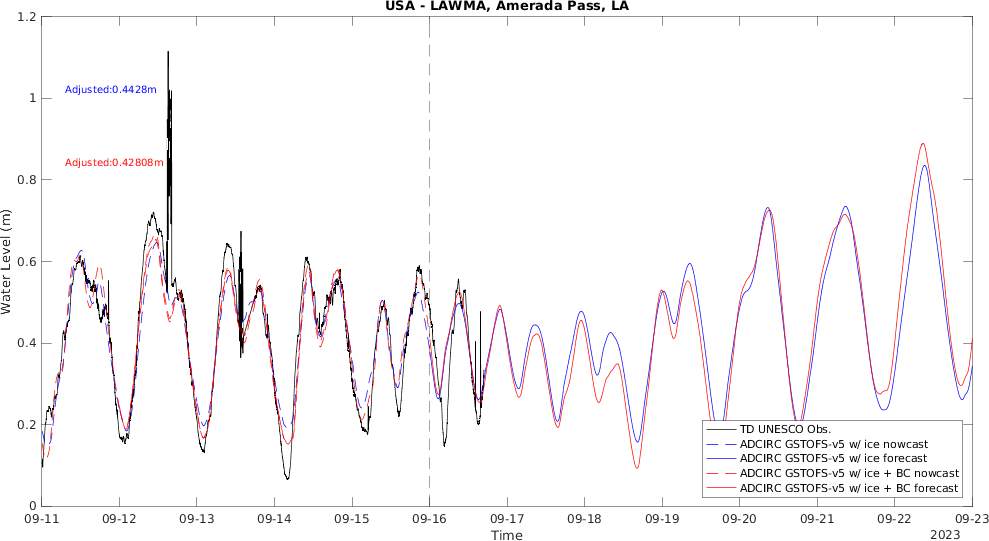 USA - LAWMA, Amerada Pass, LA
Water Level (m)
1.2
1
0.8
0.6
0.4
0.2
0
Adjusted:0.4428m
Adjusted:0.42808m
TD UNESCO Obs.
ADCIRC GSTOFS-v5 w/ ice nowcast
ADCIRC GSTOFS-v5 w/ ice forecast
ADCIRC GSTOFS-v5 w/ ice + BC nowcast
ADCIRC GSTOFS-v5 w/ ice + BC forecast
09-11 09-12 09-13 09-14 09-15 09-16 09-17 09-18 09-19 09-20 09-21 09-22 09-23
Time
2023